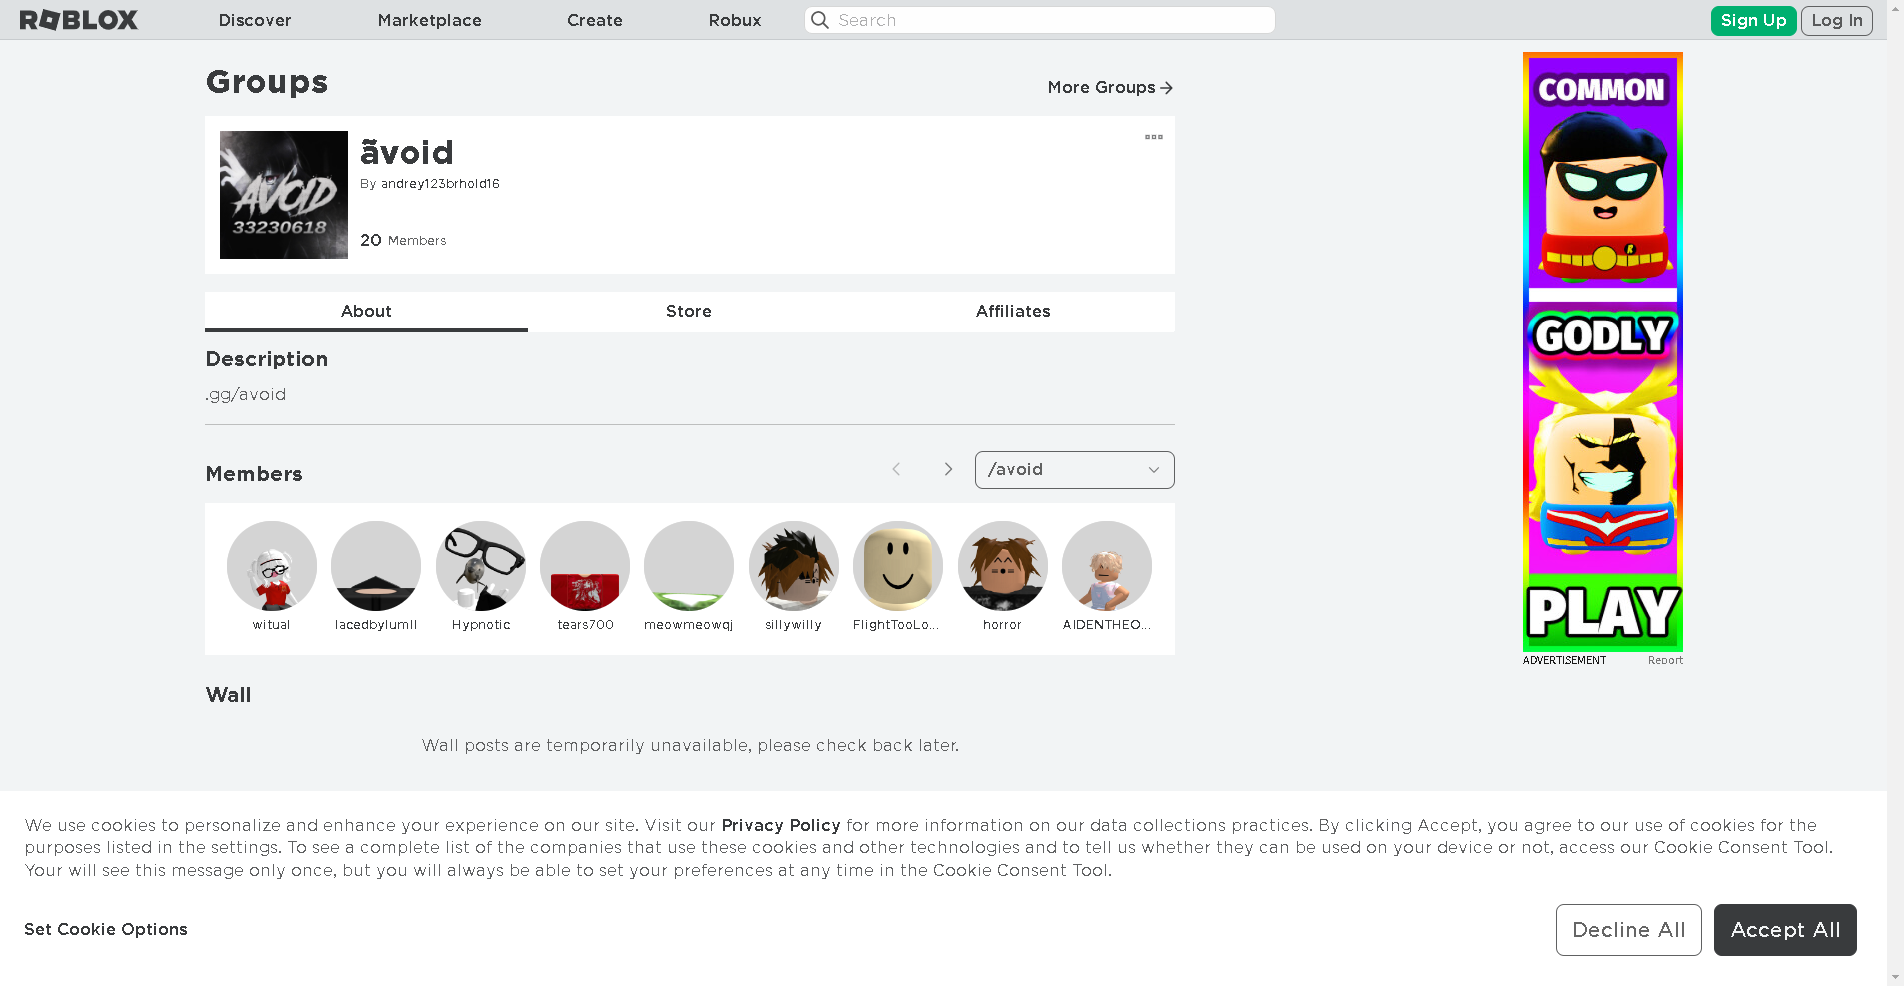 ROBLOX
Discover
Marketplace
Create
Robux
Search
Sign Up
Log In
Groups
More Groups
AVOID
33230618
ãvoid
By andrey123brhold16
20 Members
About
Store
Affiliates
Description
.gg/avoid
Members
/avoid
witual
lacedbylumll
Hypnotic
tears700
meowmeowqj
sillywilly
FlightTooLo...
horror
AIDENTHEO...
Wall
Wall posts are temporarily unavailable, please check back later.
COMMON
R
GODLY
PLAY
ADVERTISEMENT
Report
We use cookies to personalize and enhance your experience on our site. Visit our Privacy Policy for more information on our data collections practices. By clicking Accept, you agree to our use of cookies for the
purposes listed in the settings. To see a complete list of the companies that use these cookies and other technologies and to tell us whether they can be used on your device or not, access our Cookie Consent Tool.
Your will see this message only once, but you will always be able to set your preferences at any time in the Cookie Consent Tool.
Set Cookie Options
Decline All
Accept All